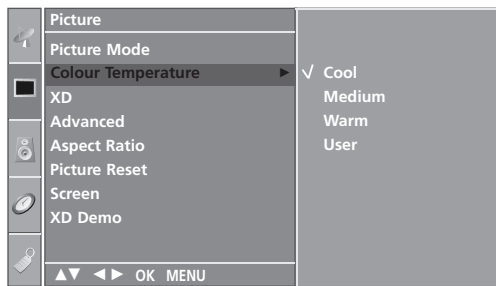 Picture
Picture Mode
Colour Temperature ► √ Cool
XD Medium
Advanced Warm
Aspect Ratio User
Picture Reset
Screen
XD Demo
▲▼ ◄► OK MENU